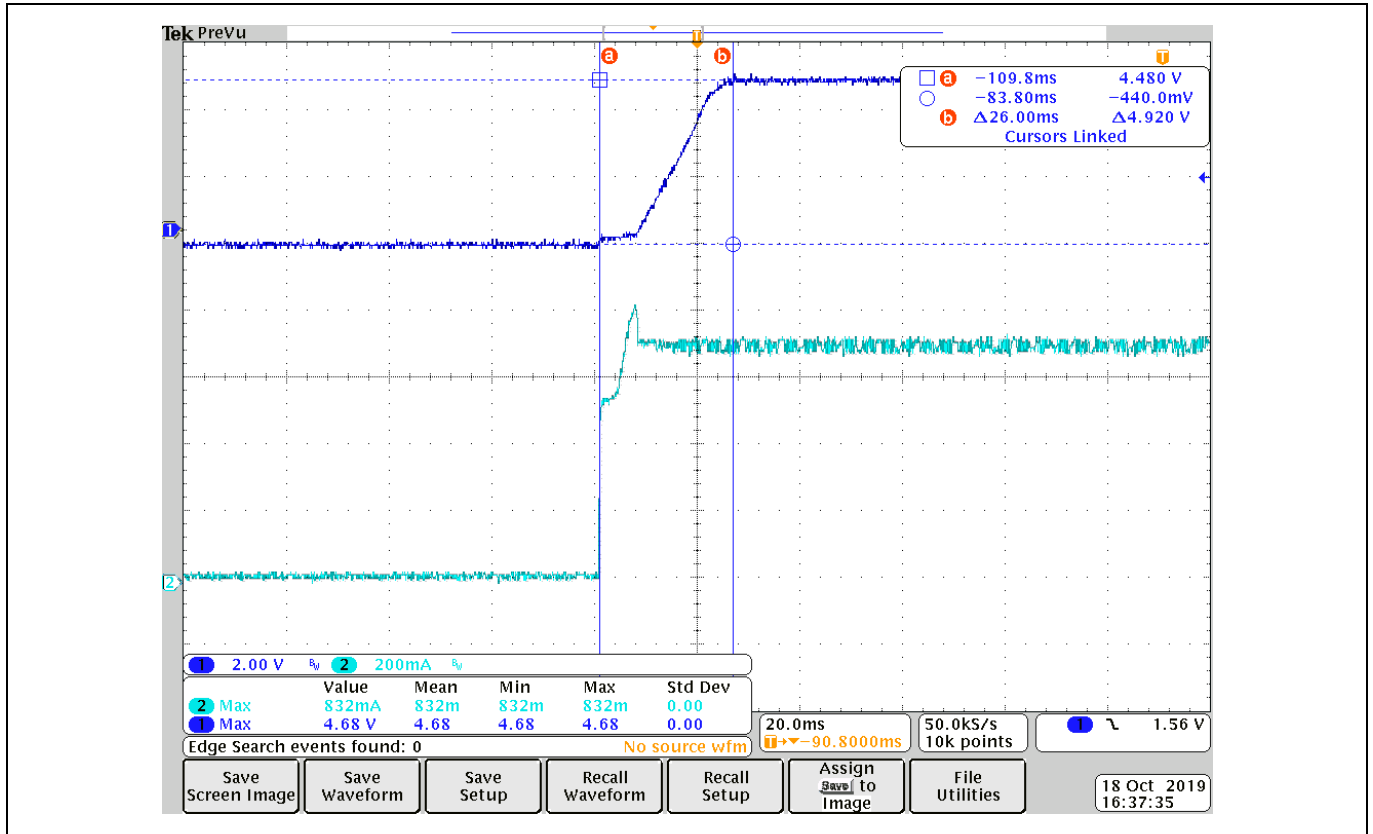 Tek PreVu
T
a b T
a −109.8ms 4.480 V
−83.80ms −440.0mV
b Δ26.00ms Δ4.920 V
Cursors Linked
1
2
1 2.00 V BW 2 200mA BW
Value Mean Min Max Std Dev
2 Max 832mA 832m 832m 832m 0.00
1 Max 4.68 V 4.68 4.68 4.68 0.00
20.0ms 50.0kS/s 1 1.56 V
T→▼−90.8000ms 10k points
Edge Search events found: 0 No source wfm
Save Screen Image
Save Waveform
Save Setup
Recall Waveform
Recall Setup
Assign Save to Image
File Utilities
18 Oct 2019
16:37:35